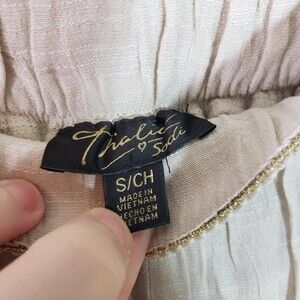 Thalia
Sodi
S/CH
MADE IN
VIETNAM
HECHO EN
VIETNAM